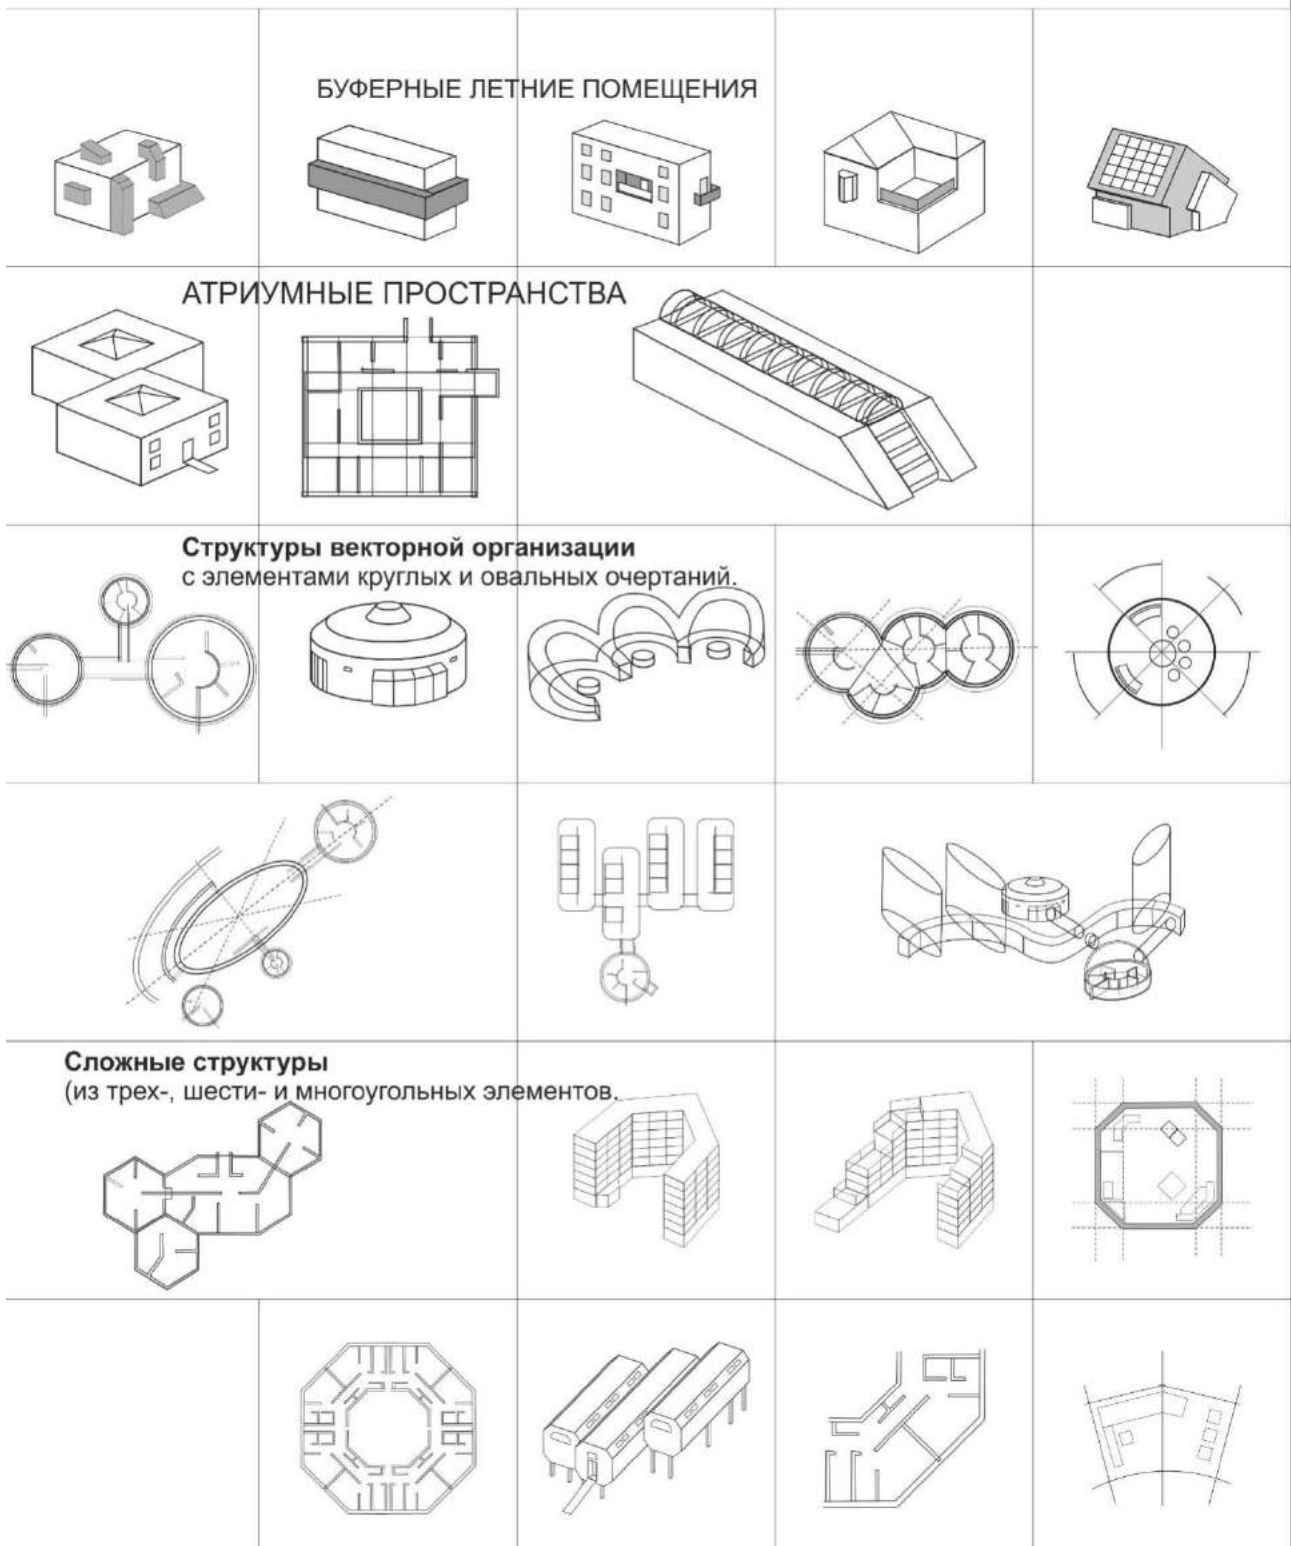 БУФЕРНЫЕ ЛЕТНИЕ ПОМЕЩЕНИЯ
АТРИУМНЫЕ ПРОСТРАНСТВА
Структуры векторной организации
с элементами круглых и овальных очертаний.
Сложные структуры
(из трех-, шести- и многоугольных элементов.